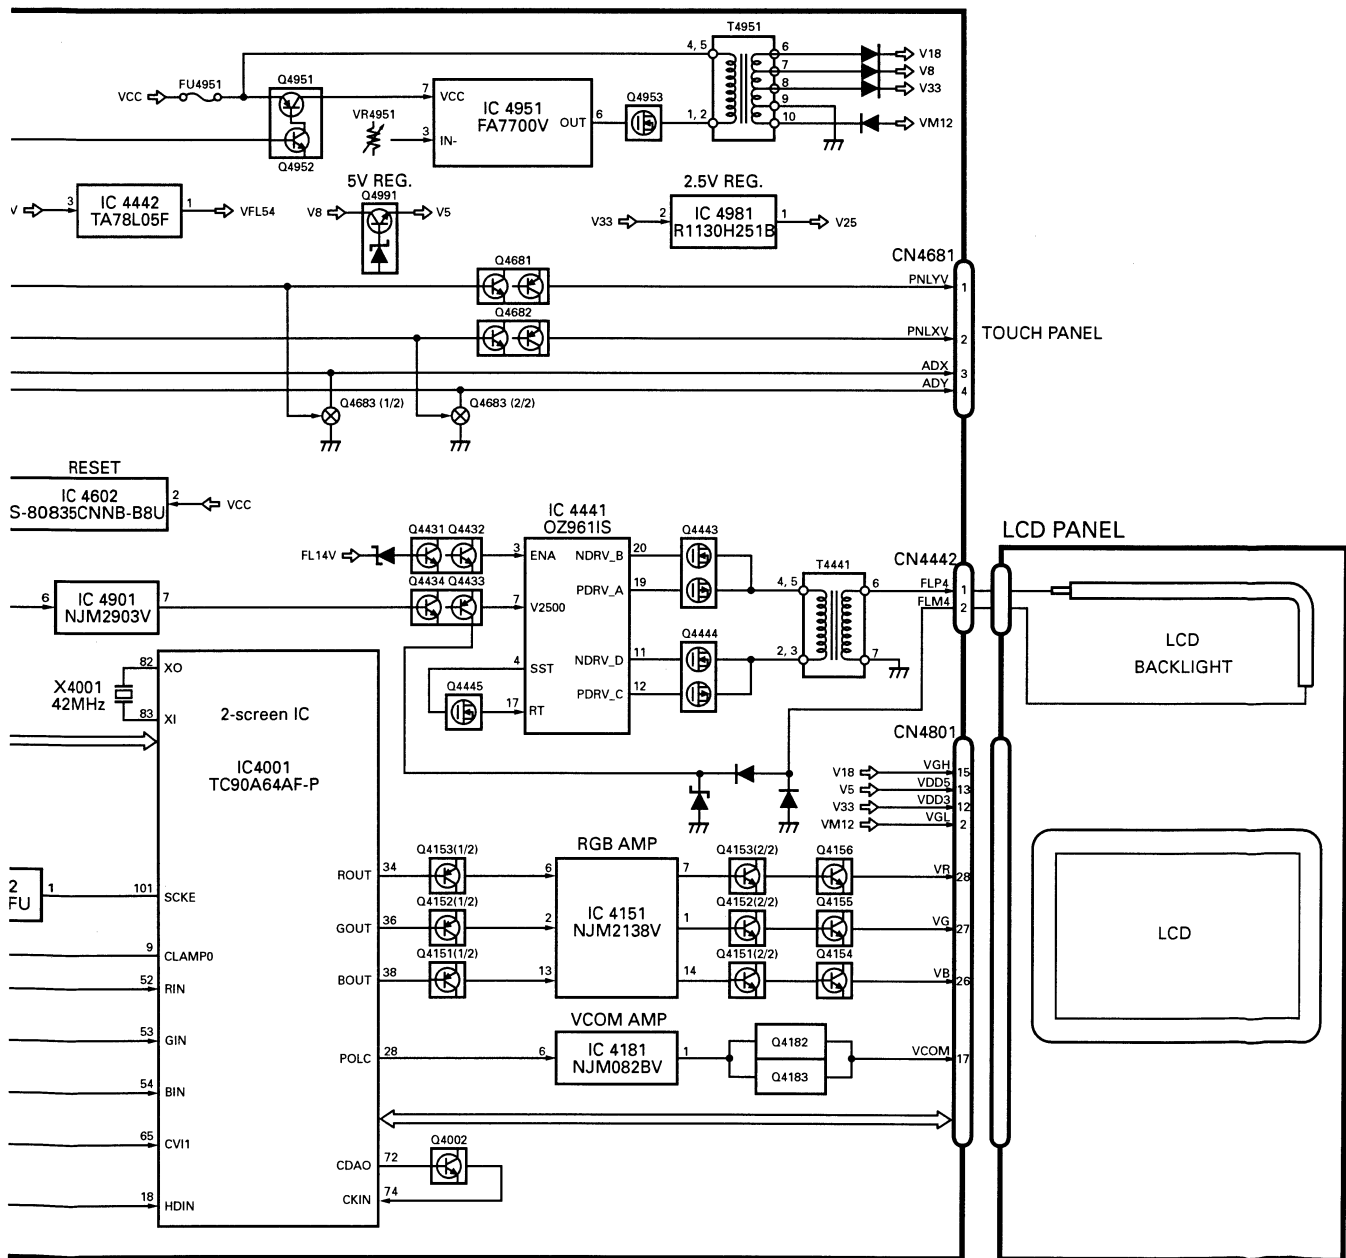 T4951
4, 5
6
V18
FU4951
Q4951
VCC
7
V8
7
VCC
IC 4951
FA7700V
Q4953
8
V33
VR4951
OUT
6
1, 2
9
3
IN-
10
VM12
Q4952
5V REG.
2.5V REG.
V
3
IC 4442
TA78L05F
1
VFL54
V8
Q4991
V5
V33
2
IC 4981
R1130H251B
1
V25
CN4681
Q4681
PNLYV
1
Q4682
PNLXV
2
TOUCH PANEL
ADX
3
ADY
4
Q4683 (1/2)
Q4683 (2/2)
RESET
IC 4602
S-80835CNNB-B8U
2
VCC
IC 4441
OZ961IS
LCD PANEL
Q4431 Q4432
Q4443
FL14V
3
ENA
NDRV_B
20
T4441
CN4442
Q4434 Q4433
PDRV_A
19
4, 5
6
FLP4
1
6
IC 4901
NJM2903V
7
7
V2500
FLM4
2
Q4444
LCD
BACKLIGHT
4
SST
NDRV_D
11
2, 3
7
82
XO
Q4445
PDRV_C
12
X4001
42MHz
17
RT
83
XI
2-screen IC
CN4801
IC4001
TC90A64AF-P
V18
VGH
15
V5
VDD5
13
V33
VDD3
12
VM12
VGL
2
RGB AMP
Q4153(1/2)
Q4153(2/2)
Q4156
ROUT
34
6
7
VR
28
2
FU
1
101
SCKE
Q4152(1/2)
Q4152(2/2)
Q4155
GOUT
36
2
IC 4151
NJM2138V
1
VG
27
LCD
9
CLAMP0
Q4151(1/2)
Q4151(2/2)
Q4154
52
RIN
BOUT
38
13
14
VB
26
VCOM AMP
53
GIN
Q4182
POLC
28
6
IC 4181
NJM082BV
1
VCOM
17
Q4183
54
BIN
65
CVI1
Q4002
CDAO
72
CKIN
74
18
HDIN